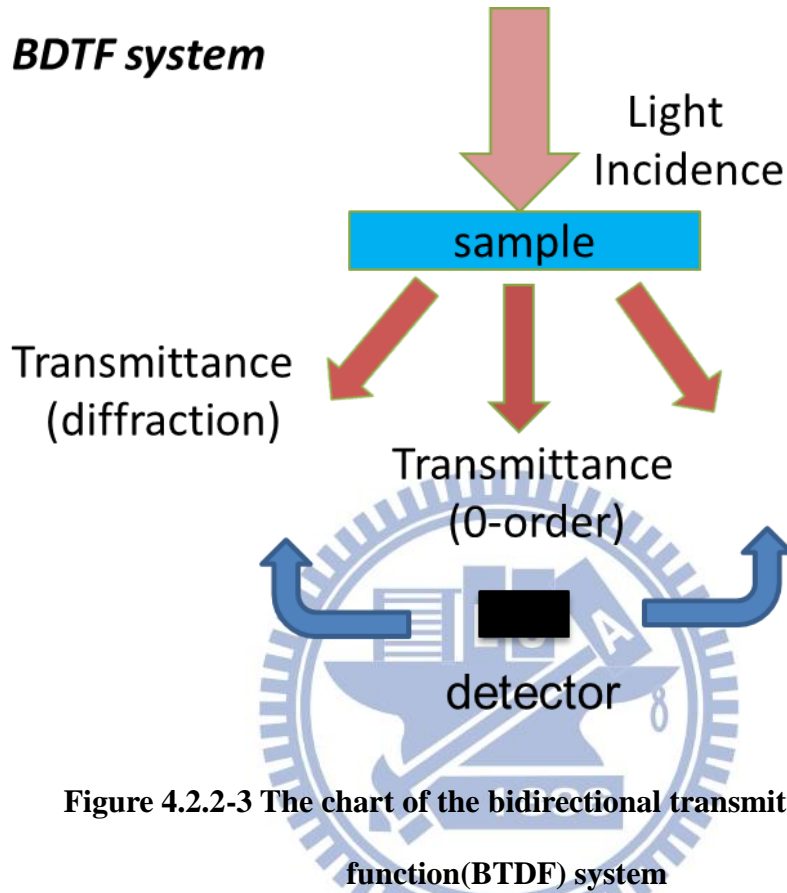 BDTF system
Light
Incidence
sample
Transmittance
(diffraction)
Transmittance
(0-order)
A
detector
Figure 4.2.2-3 The chart of the bidirectional transmit
function(BTDF) system